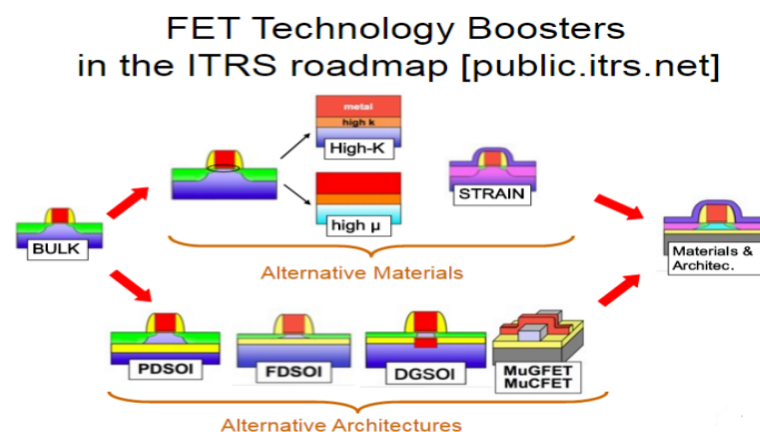 FET Technology Boosters
in the ITRS roadmap [public.itrs.net]
metal
high k
High-K
high μ
STRAIN
BULK
Materials &
Architec.
Alternative Materials
PDSOI
FDSOI
DGSOI
MuGFET
MuCFET
Alternative Architectures